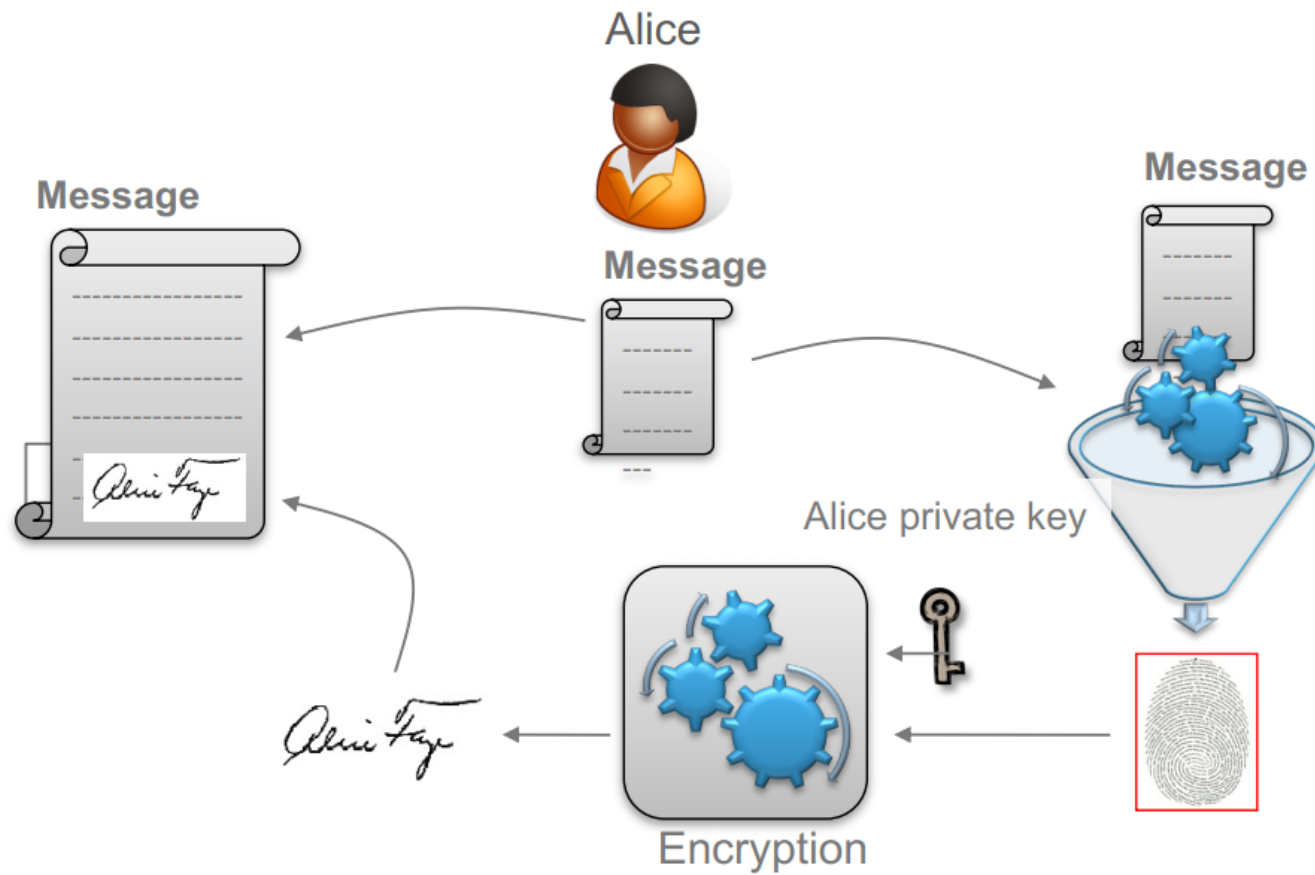 Alice
Message
Message
Message
Alice private key
Encryption